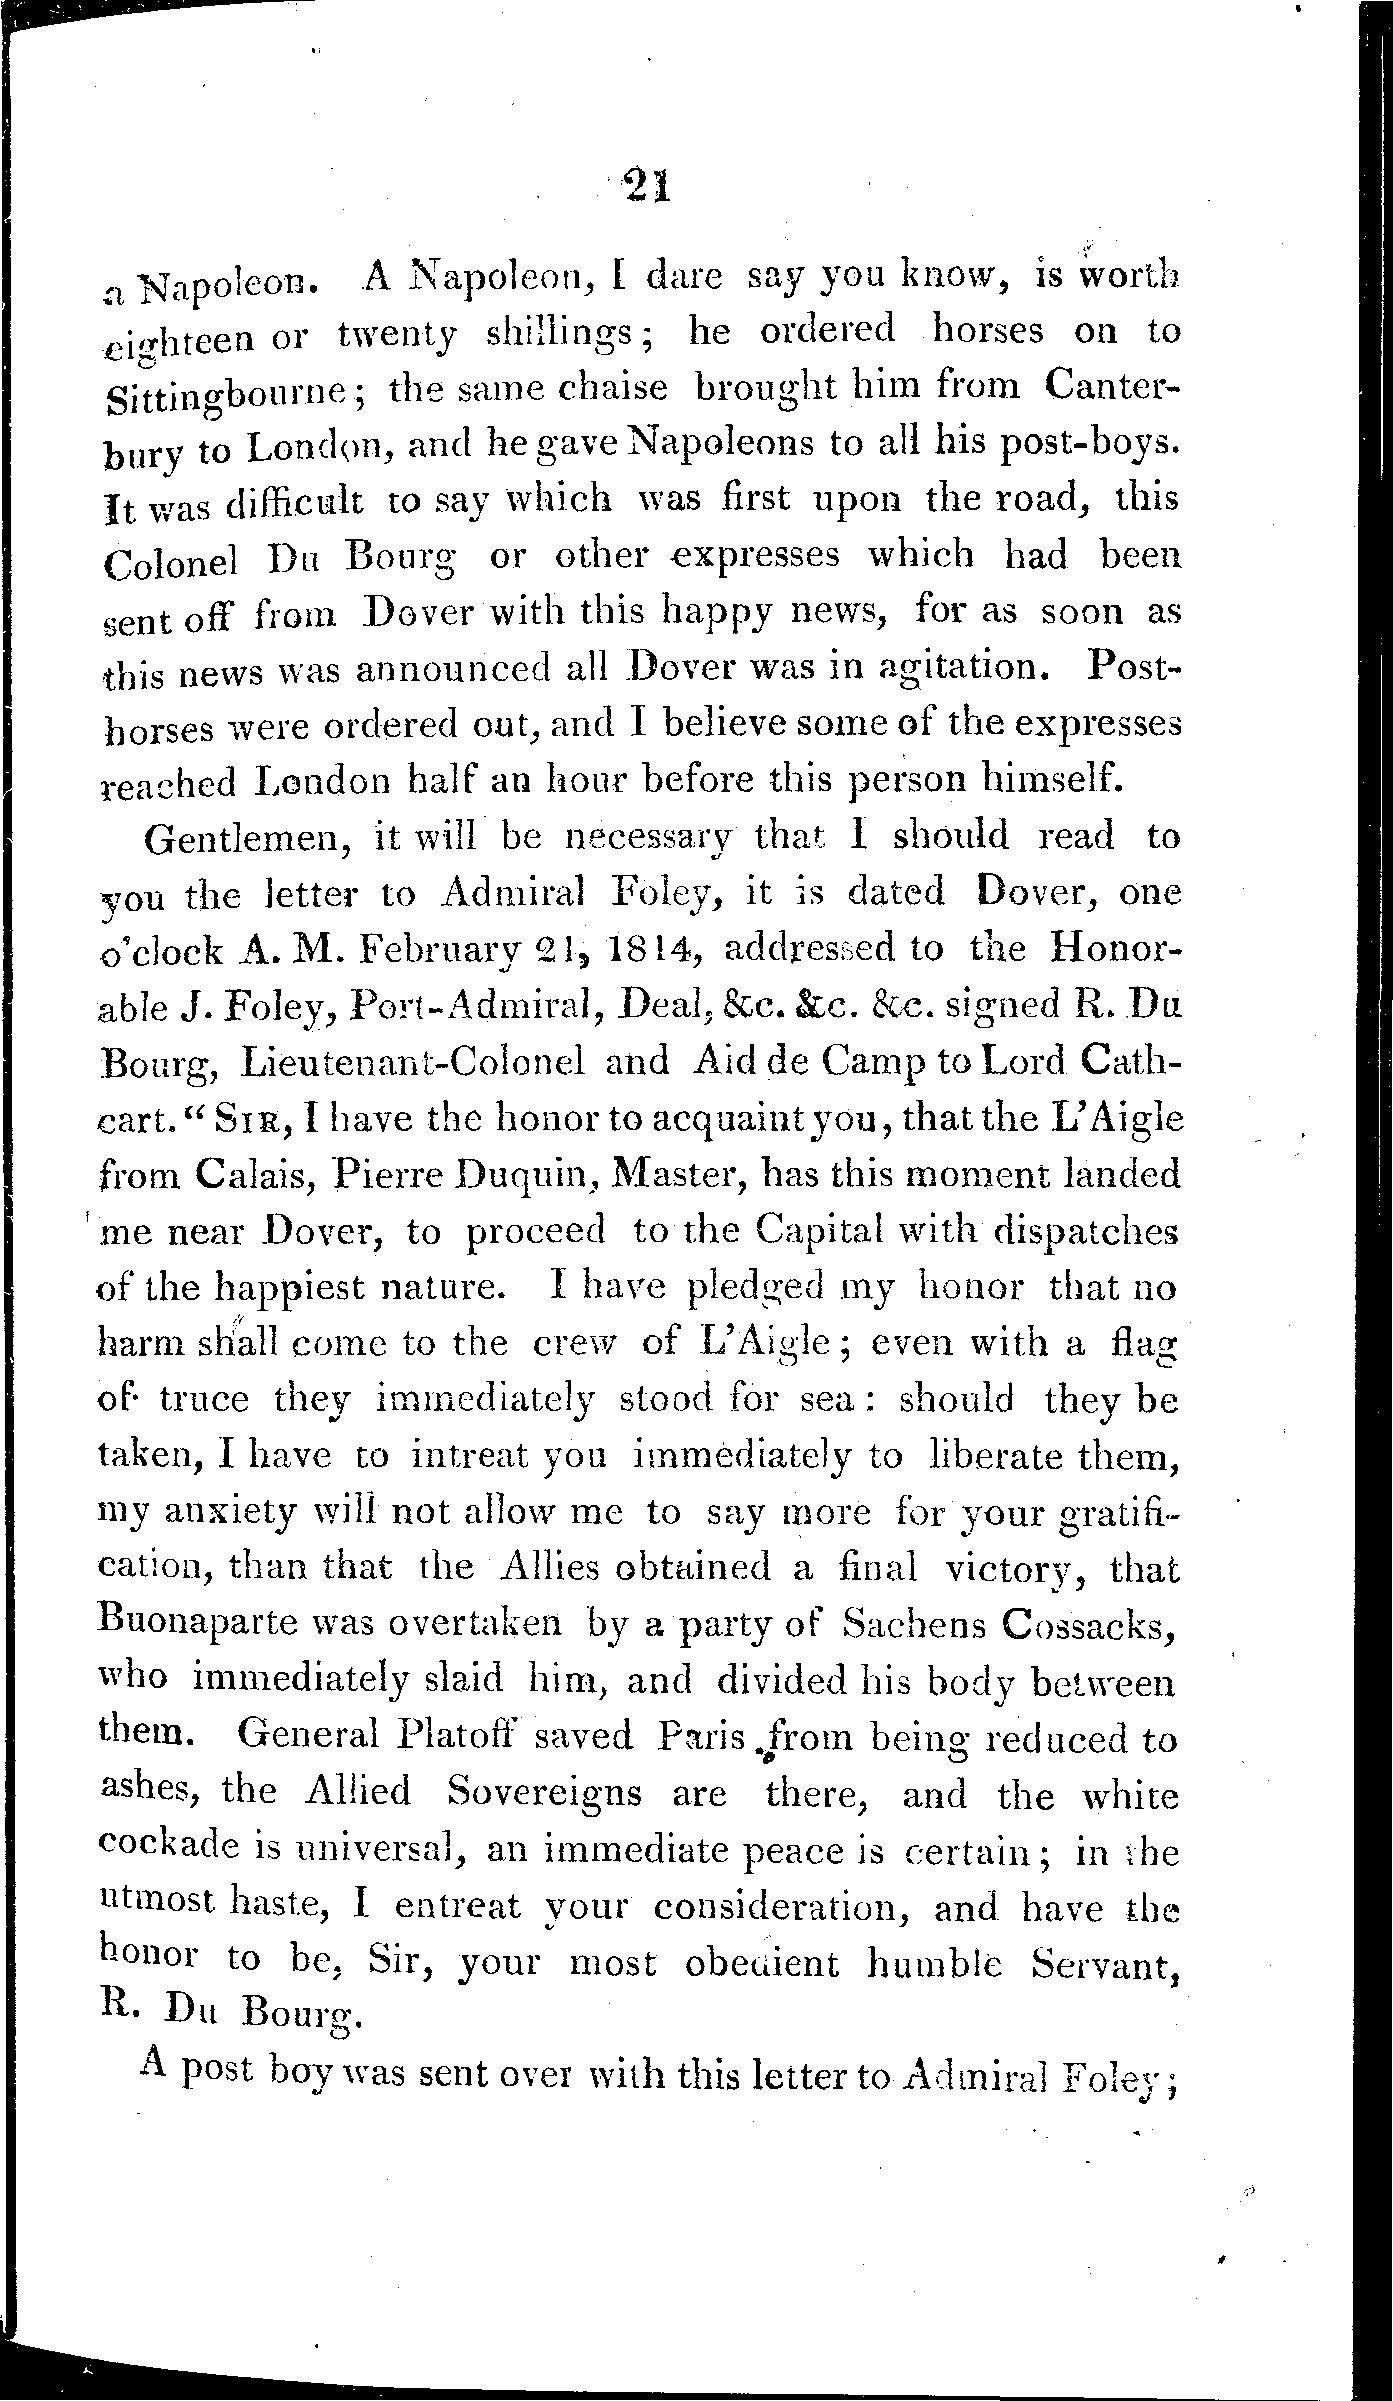 21
a Napoleon. A Napoleon, I dare say you know, is worth
eighteen or twenty shillings; he ordered horses on to
Sittingbourne; the same chaise brought him from Canter-
bury to London, and he gave Napoleons to all his post-boys.
It was difficult to say which was first upon the road, this
Colonel Du Bourg or other expresses which had been
sent off from Dover with this happy news, for as soon as
this news was announced all Dover was in agitation. Post-
horses were ordered out, and I believe some of the expresses
reached London half an hour before this person himself.
Gentlemen, it will be necessary that I should read to
you the letter to Admiral Foley, it is dated Dover, one
o'clock A. M. February 21, 1814, addressed to the Honor-
able J. Foley, Port-Admiral, Deal, &c. &c. &c. signed R. Du
Bourg, Lieutenant-Colonel and Aid de Camp to Lord Cath-
cart. "SIR, I have the honor to acquaint you, that the L'Aigle
from Calais, Pierre Duquin, Master, has this moment landed
me near Dover, to proceed to the Capital with dispatches
of the happiest nature. I have pledged my honor that no
harm shall come to the crew of L'Aigle; even with a flag
of truce they immediately stood for sea: should they be
taken, I have to intreat you immediately to liberate them,
my anxiety will not allow me to say more for your gratifi-
cation, than that the Allies obtained a final victory, that
Buonaparte was overtaken by a party of Sachens Cossacks,
who immediately slaid him, and divided his body between
them. General Platoff saved Paris from being reduced to
ashes, the Allied Sovereigns are there, and the white
cockade is universal, an immediate peace is certain; in the
utmost haste, I entreat your consideration, and have the
honor to be, Sir, your most obedient humble Servant,
R. Du Bourg.
A post boy was sent over with this letter to Admiral Foley;